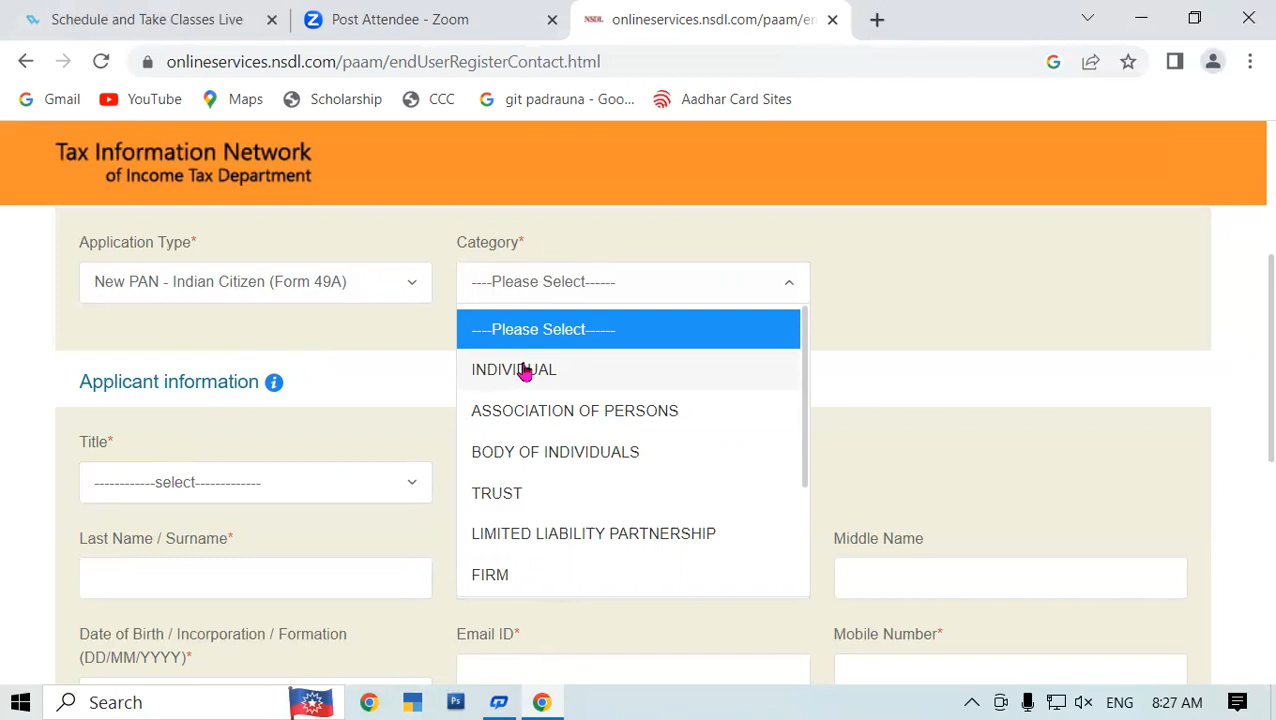 Schedule and Take Classes Live
Post Attendee - Zoom
NSDL onlineservices.nsdl.com/paam/en
onlineservices.nsdl.com/paam/endUserRegisterContact.html
Gmail
YouTube
Maps
Scholarship
CCC
git padrauna - Goo...
Aadhar Card Sites
Tax Information Network
of Income Tax Department
Application Type*
Category*
New PAN - Indian Citizen (Form 49A)
----Please Select------
----Please Select------
INDIVIDUAL
ASSOCIATION OF PERSONS
BODY OF INDIVIDUALS
TRUST
LIMITED LIABILITY PARTNERSHIP
FIRM
Applicant information
Title*
------------select-------------
Last Name / Surname*
Middle Name
Date of Birth / Incorporation / Formation
(DD/MM/YYYY)*
Email ID*
Mobile Number*
Search
ENG
8:27 AM